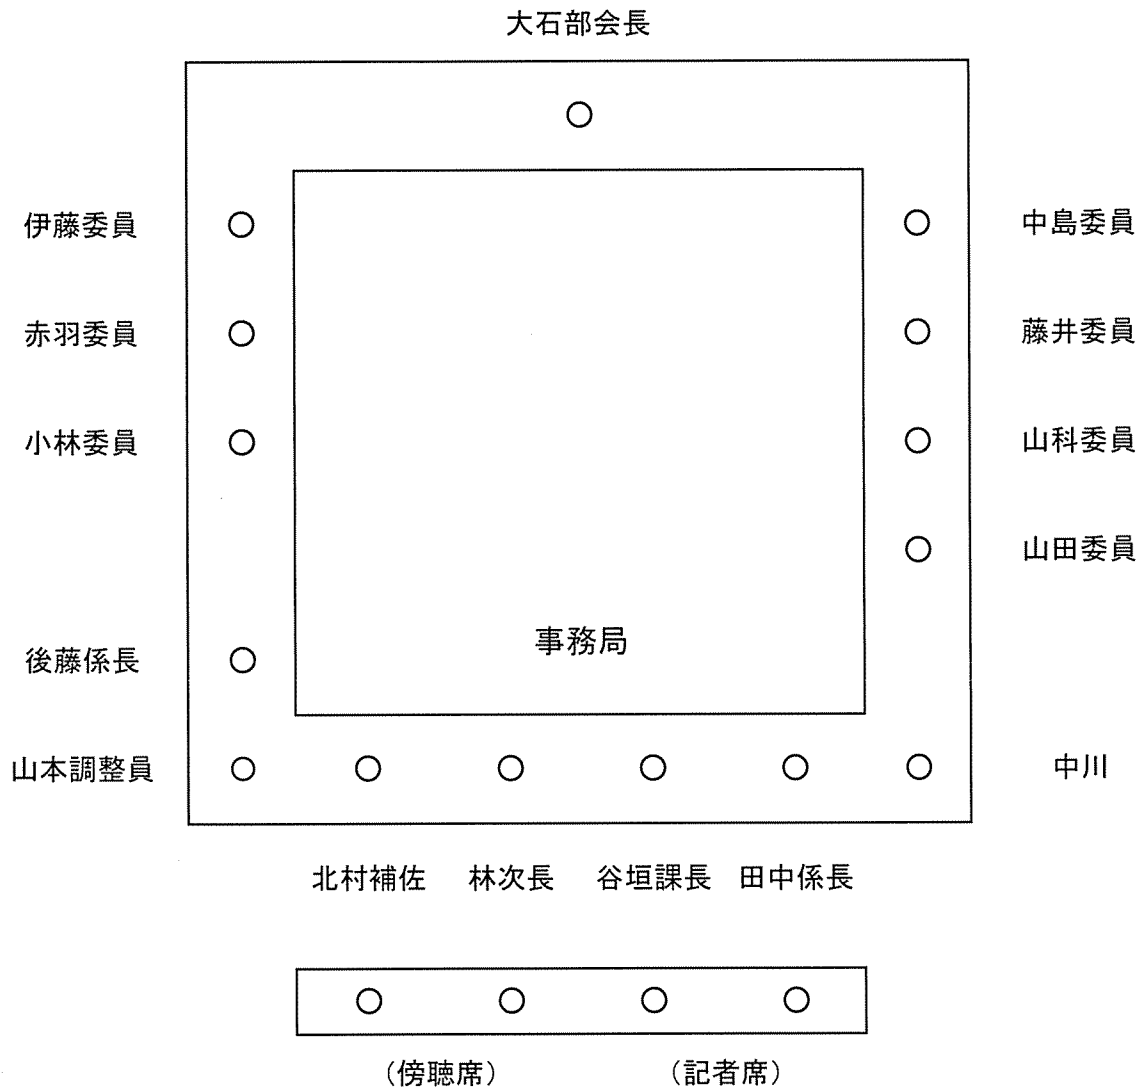 大石部会長
伊藤委員
中島委員
赤羽委員
藤井委員
小林委員
山科委員
山田委員
事務局
後藤係長
山本調整員
中川
北村補佐 林次長 谷垣課長 田中係長
（傍聴席） （記者席）